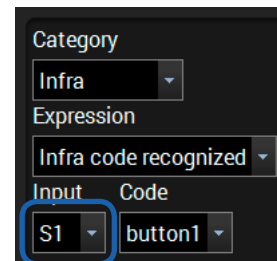 Category
Infra
Expression
Infra code recognized
Input Code
S1 button1